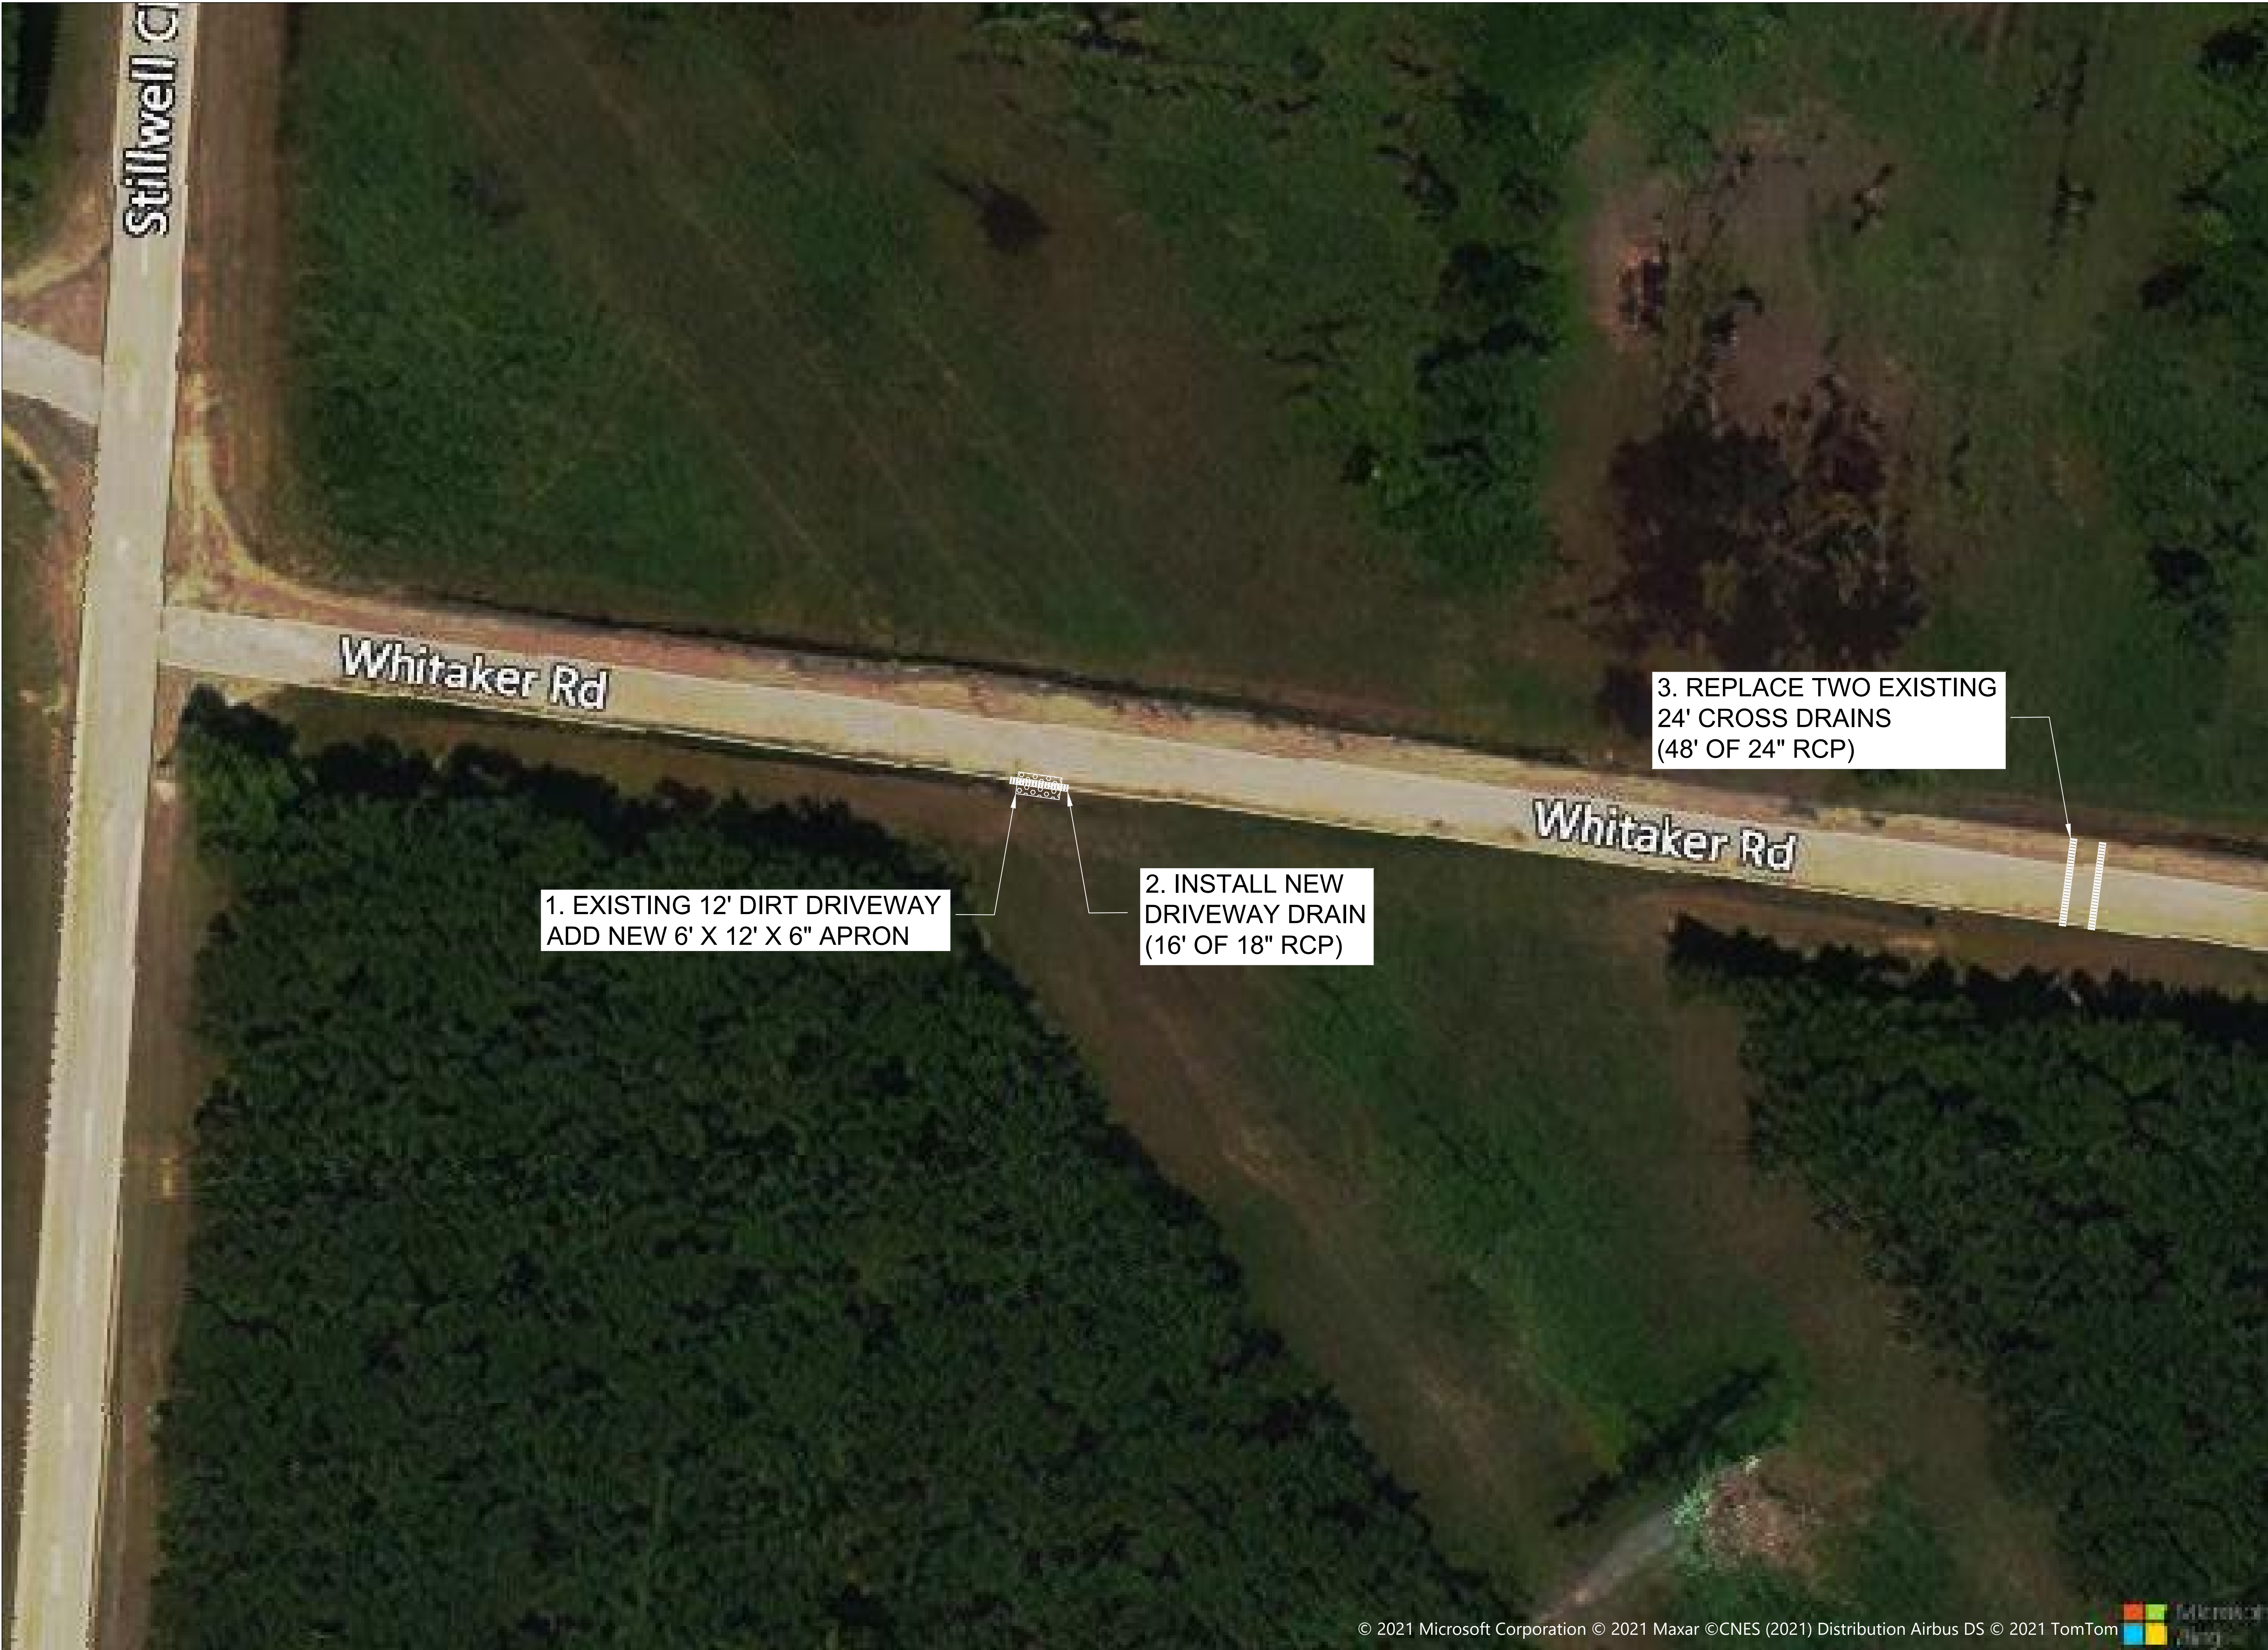 Stillwell
Whitaker Rd
3. REPLACE TWO EXISTING
24' CROSS DRAINS
(48' OF 24" RCP)
Whitaker Rd
1. EXISTING 12' DIRT DRIVEWAY
ADD NEW 6' X 12' X 6" APRON
2. INSTALL NEW
DRIVEWAY DRAIN
(16' OF 18" RCP)
© 2021 Microsoft Corporation © 2021 Maxar ©CNES (2021) Distribution Airbus DS © 2021 TomTom